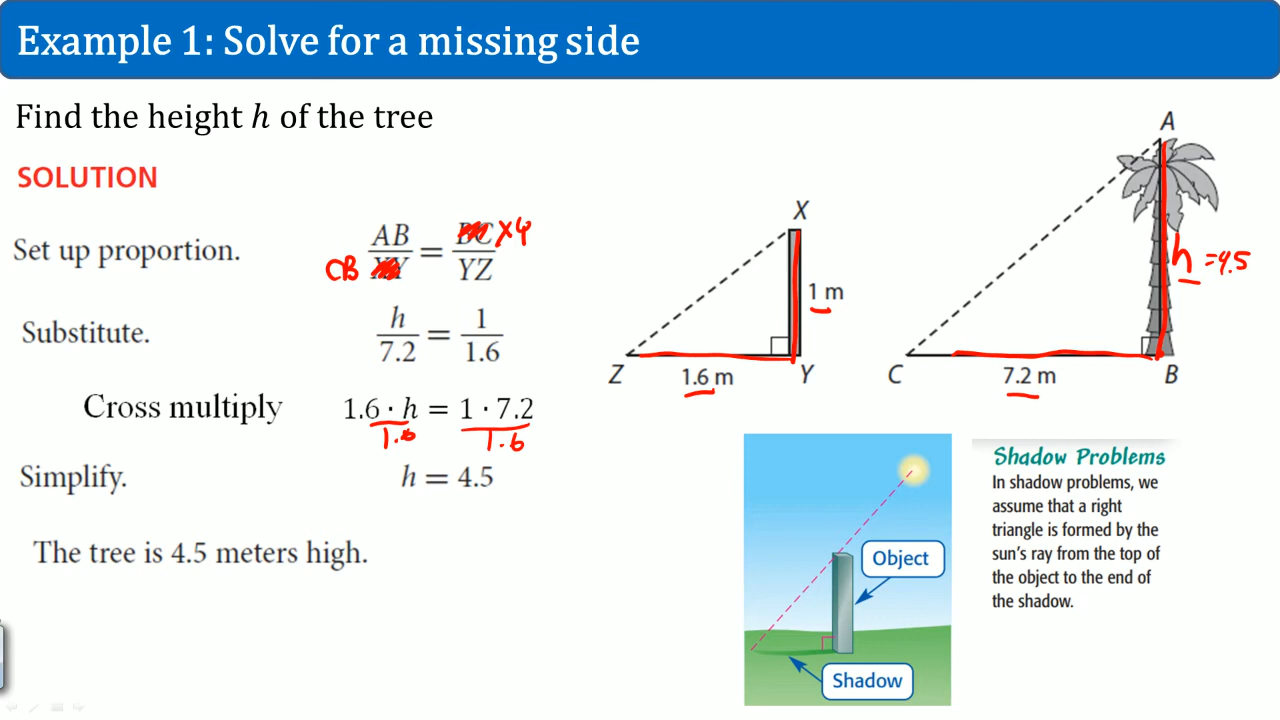 Example 1: Solve for a missing side
Find the height h of the tree
SOLUTION
Set up proportion.
AB/XY = BC/YZ
CB
XY
Substitute.
h/7.2 = 1/1.6
Cross multiply
1.6 · h = 1 · 7.2
1.6
1.6
Simplify.
h = 4.5
The tree is 4.5 meters high.
X
1 m
Z
1.6 m
Y
A
h = 4.5
C
7.2 m
B
Object
Shadow
Shadow Problems
In shadow problems, we
assume that a right
triangle is formed by the
sun's ray from the top of
the object to the end of
the shadow.